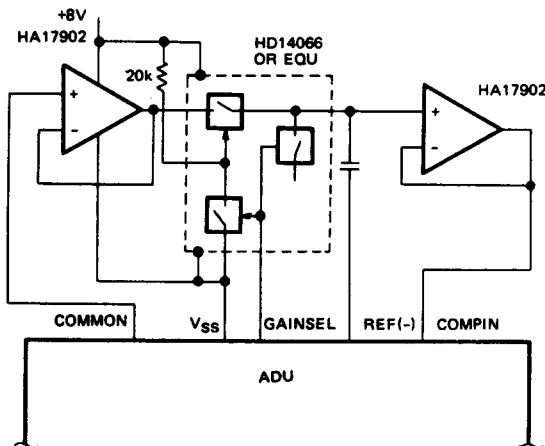 +8V
HA17902
HD14066
OR EQU
20k
HA17902
+
−
+
−
COMMON
VSS
GAINSEL
REF(-)
COMPIN
ADU